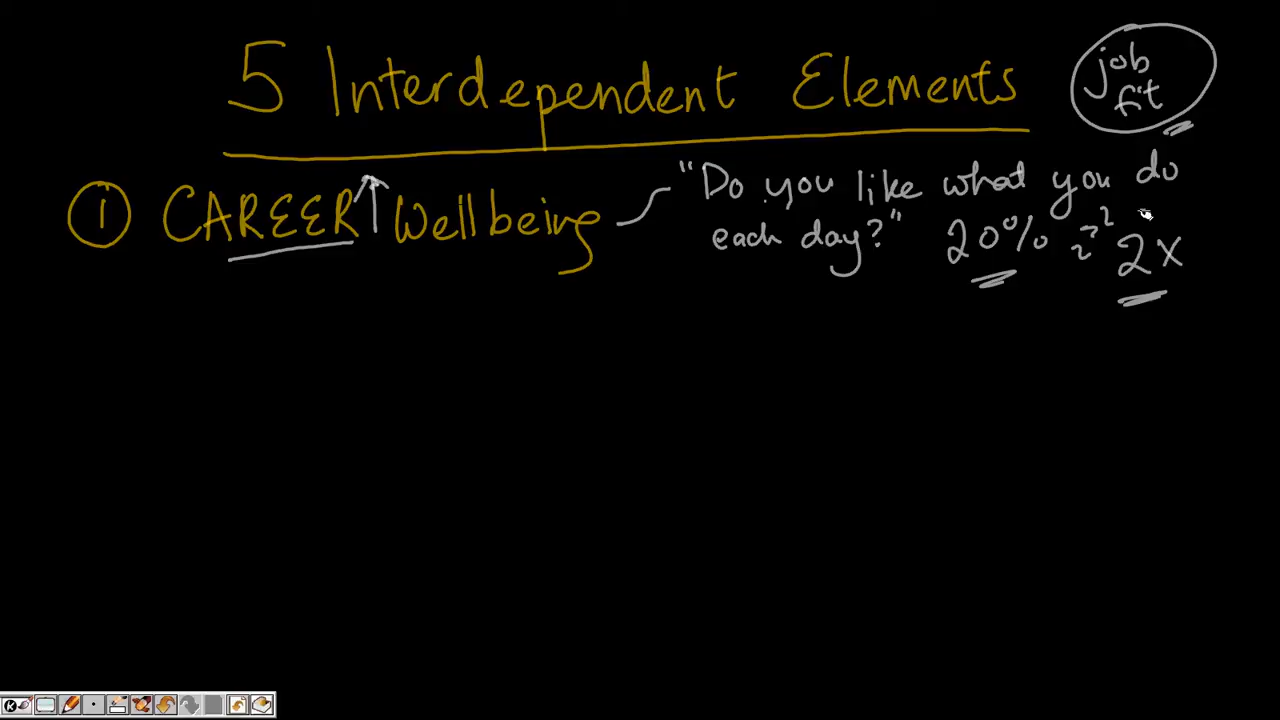 5 Interdependent Elements
job
fit
① CAREER↑ Wellbeing
"Do you like what you do
each day?" 20% 2x